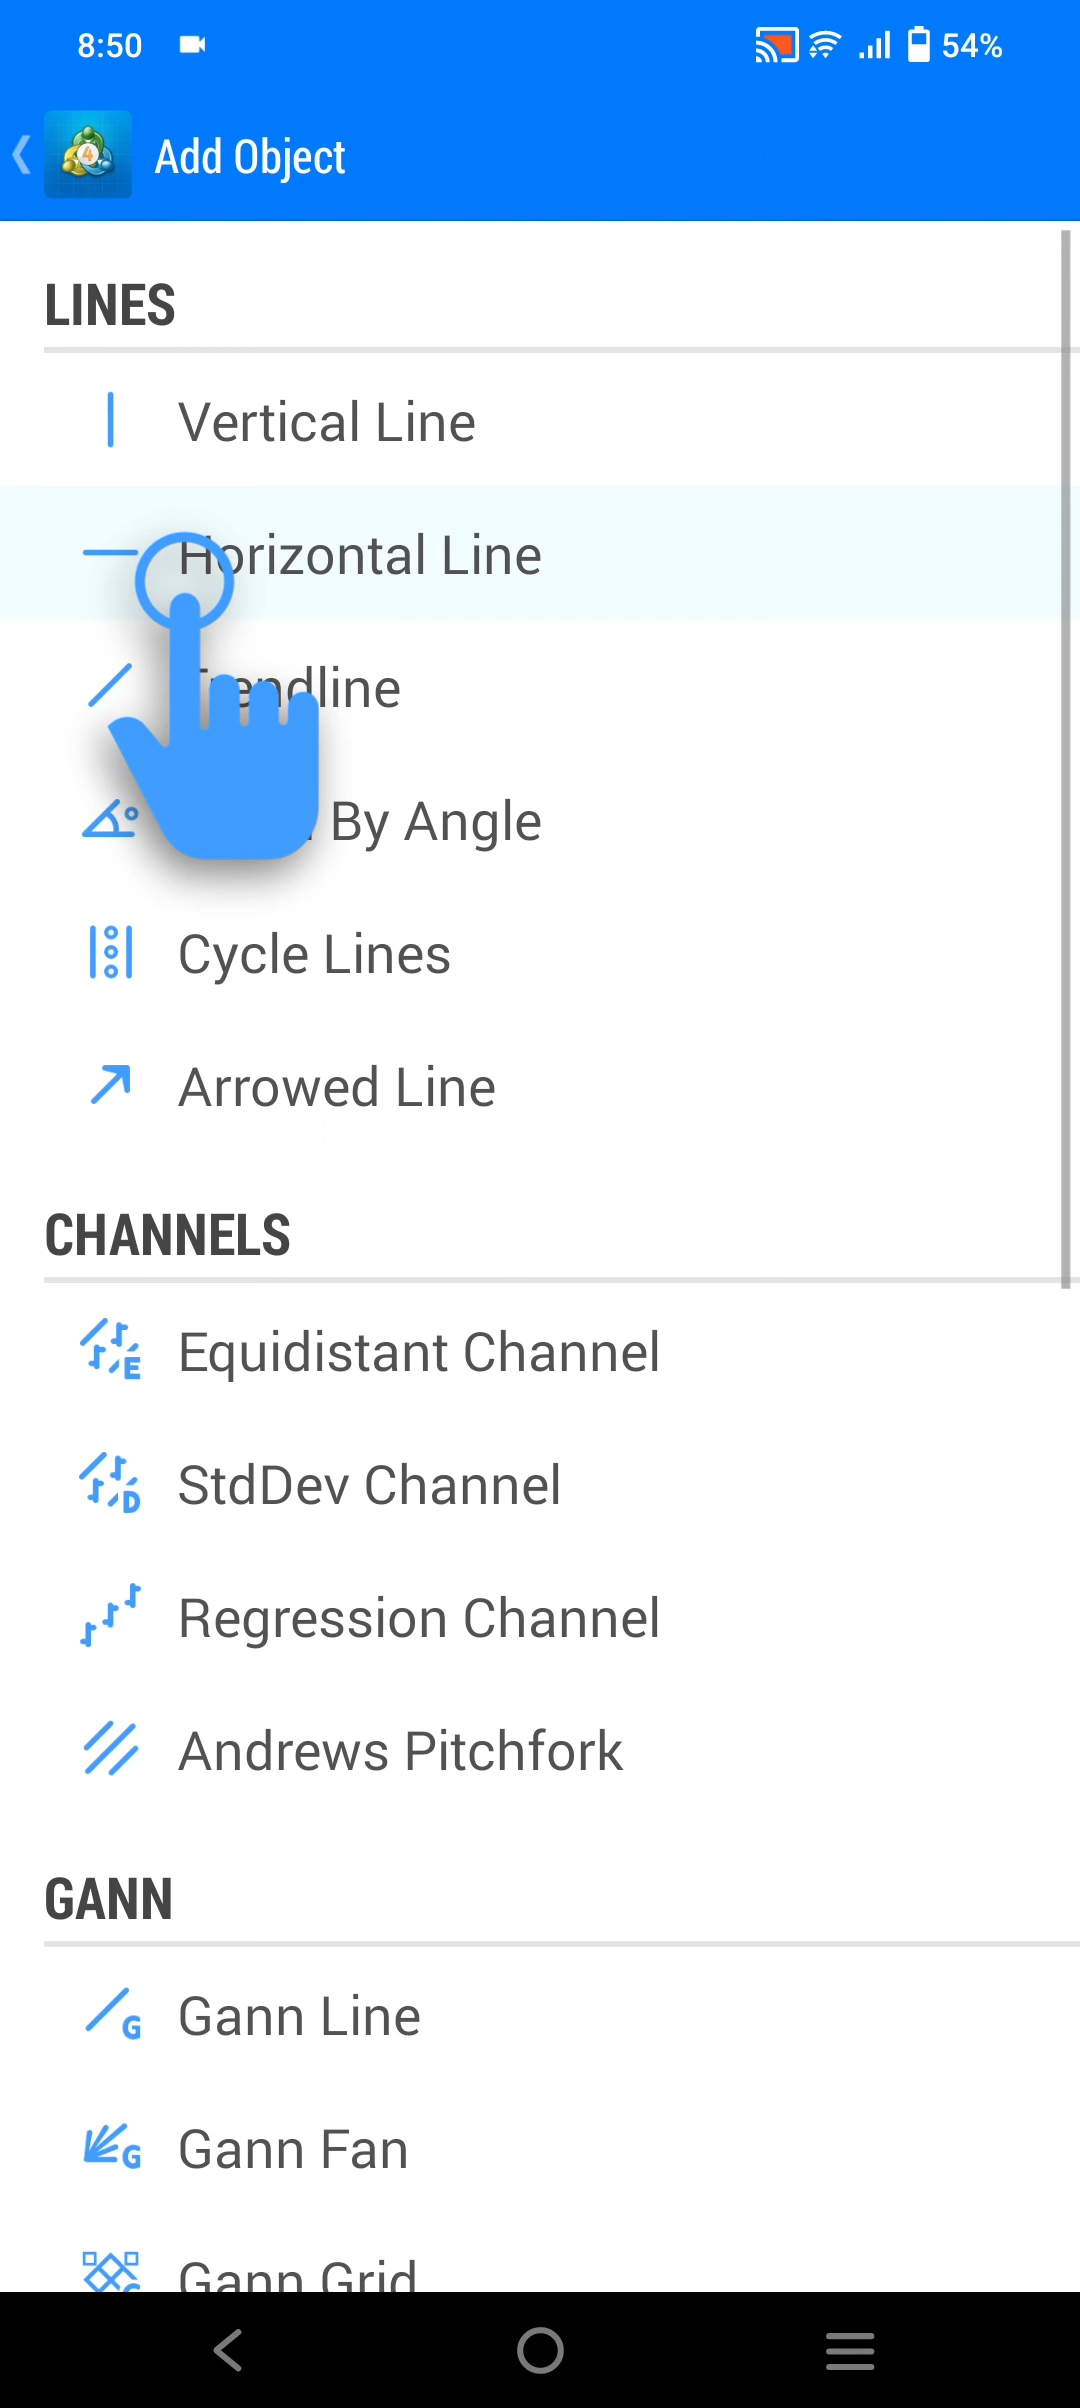 8:50
54%
Add Object
LINES
Vertical Line
Horizontal Line
Trendline
By Angle
Cycle Lines
Arrowed Line
CHANNELS
Equidistant Channel
StdDev Channel
Regression Channel
Andrews Pitchfork
GANN
Gann Line
Gann Fan
Gann Grid